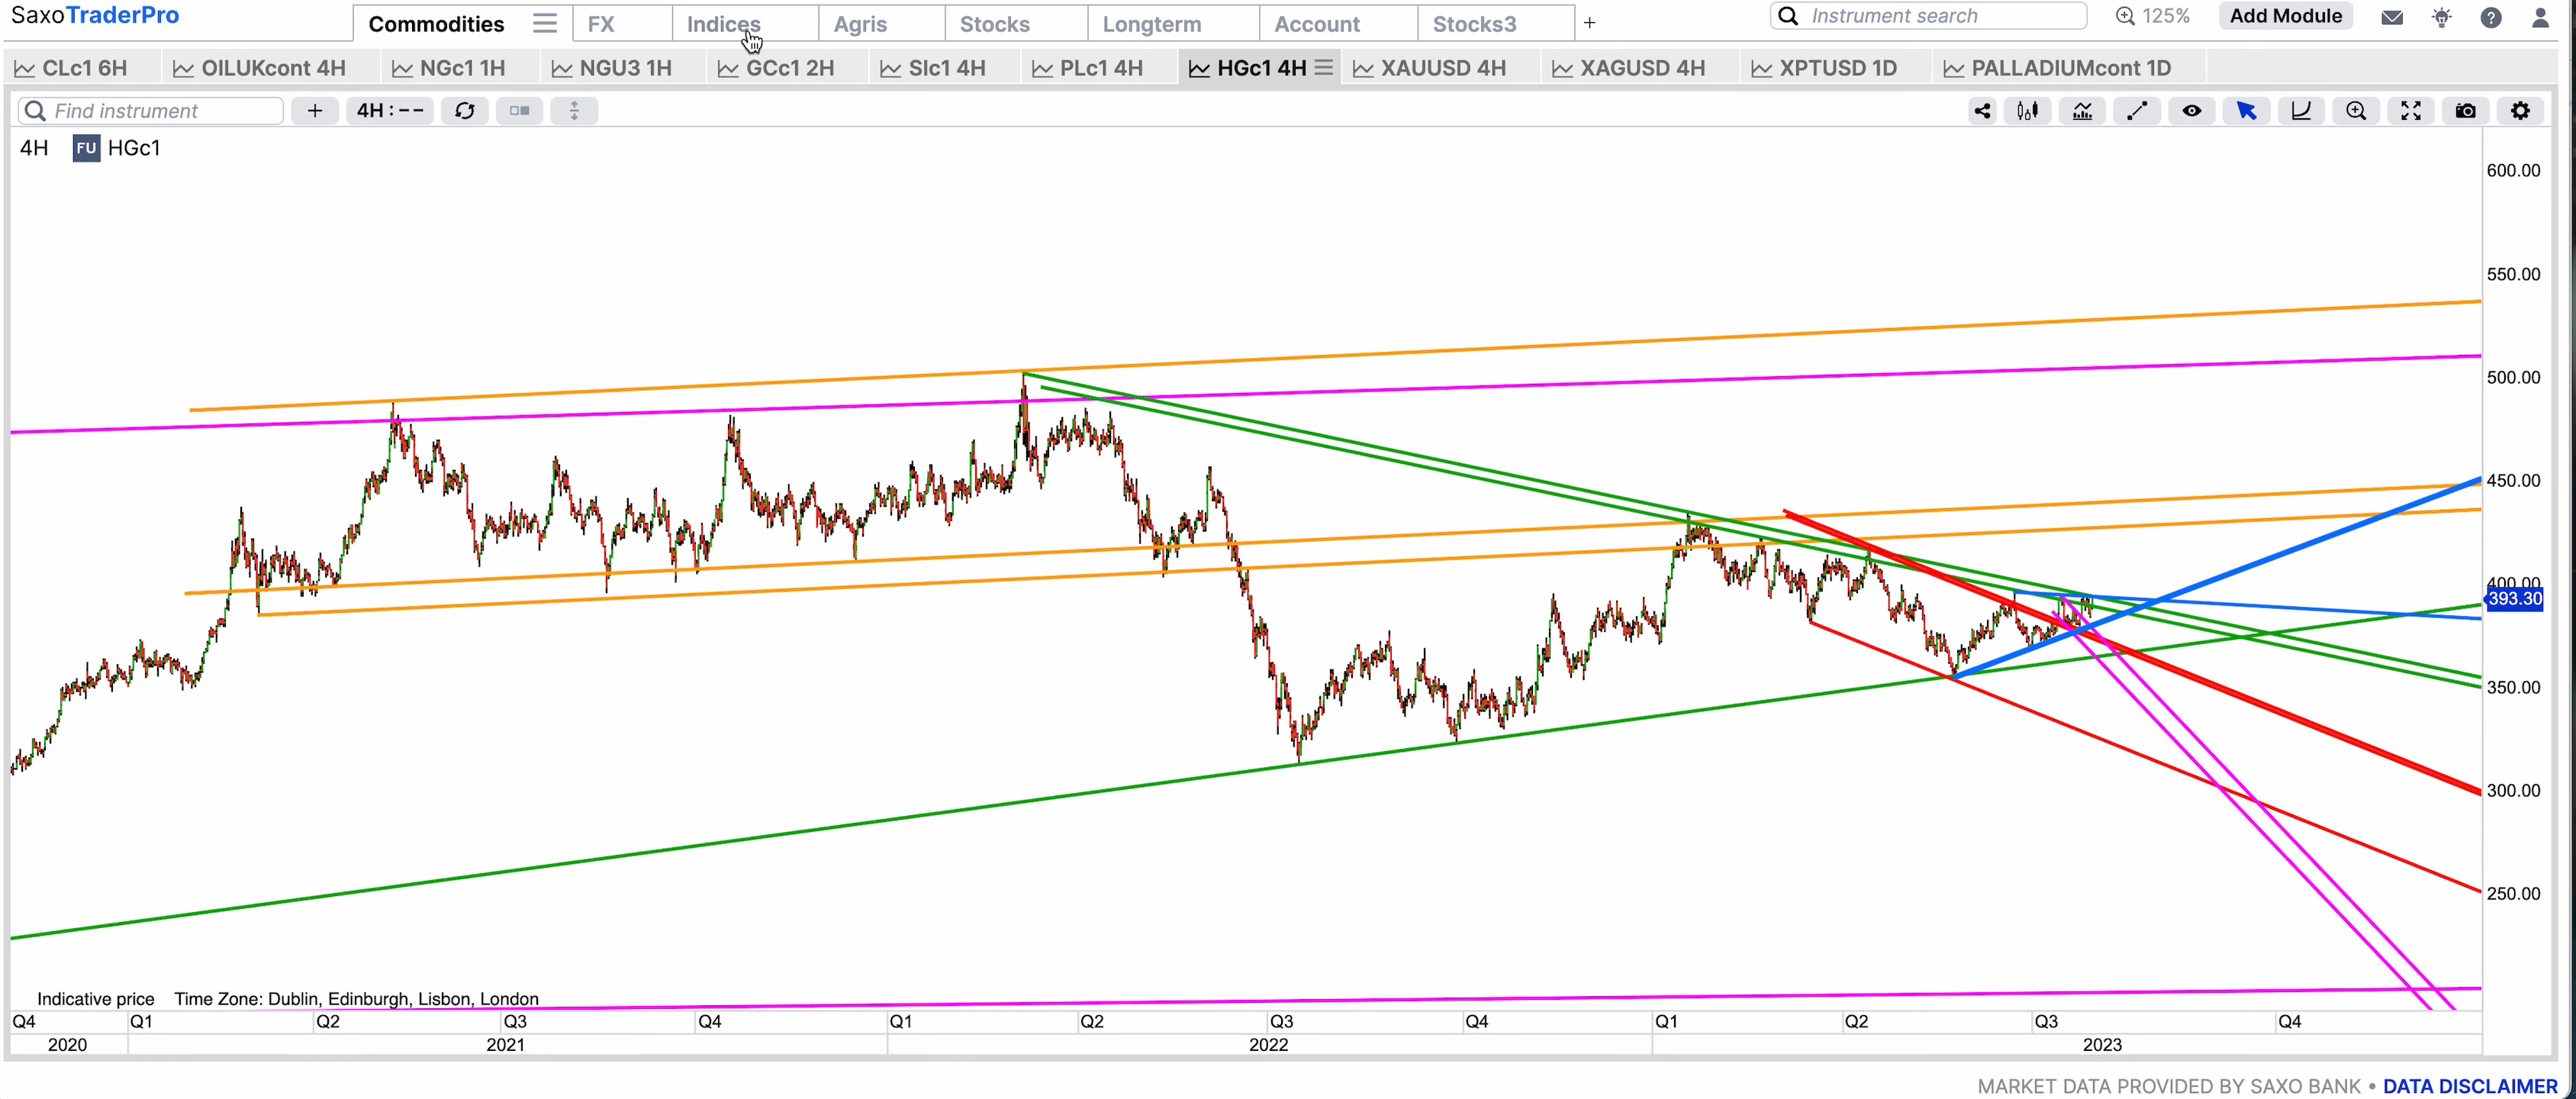 SaxoTraderPro
Commodities FX Indices Agris Stocks Longterm Account Stocks3 +
Instrument search 125% Add Module
CLc1 6H OILUKcont 4H NGc1 1H NGU3 1H GCc1 2H SIc1 4H PLc1 4H HGc1 4H XAUUSD 4H XAGUSD 4H XPTUSD 1D PALLADIUMcont 1D
Find instrument + 4H : --
4H FU HGc1
600.00
550.00
500.00
450.00
400.00
393.30
350.00
300.00
250.00
Indicative price Time Zone: Dublin, Edinburgh, Lisbon, London
Q4 Q1 Q2 Q3 Q4 Q1 Q2 Q3 Q4 Q1 Q2 Q3 Q4
2020 2021 2022 2023
MARKET DATA PROVIDED BY SAXO BANK • DATA DISCLAIMER